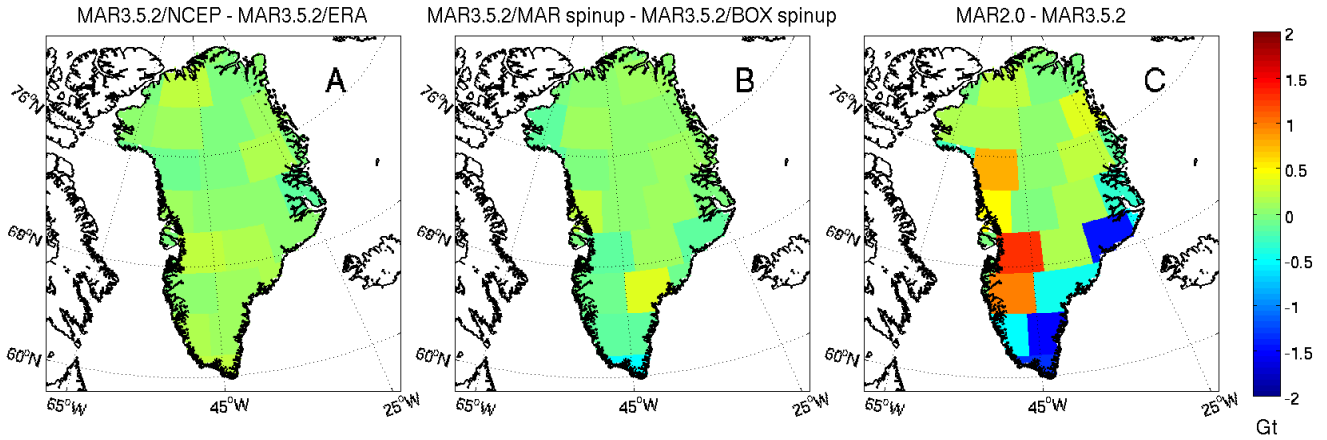 MAR3.5.2/NCEP - MAR3.5.2/ERA
MAR3.5.2/MAR spinup - MAR3.5.2/BOX spinup
MAR2.0 - MAR3.5.2
A
B
C
76°N
68°N
60°N
65°W
45°W
25°W
76°N
68°N
60°N
65°W
45°W
25°W
76°N
68°N
60°N
65°W
45°W
25°W
2
1.5
1
0.5
0
-0.5
-1
-1.5
-2
Gt